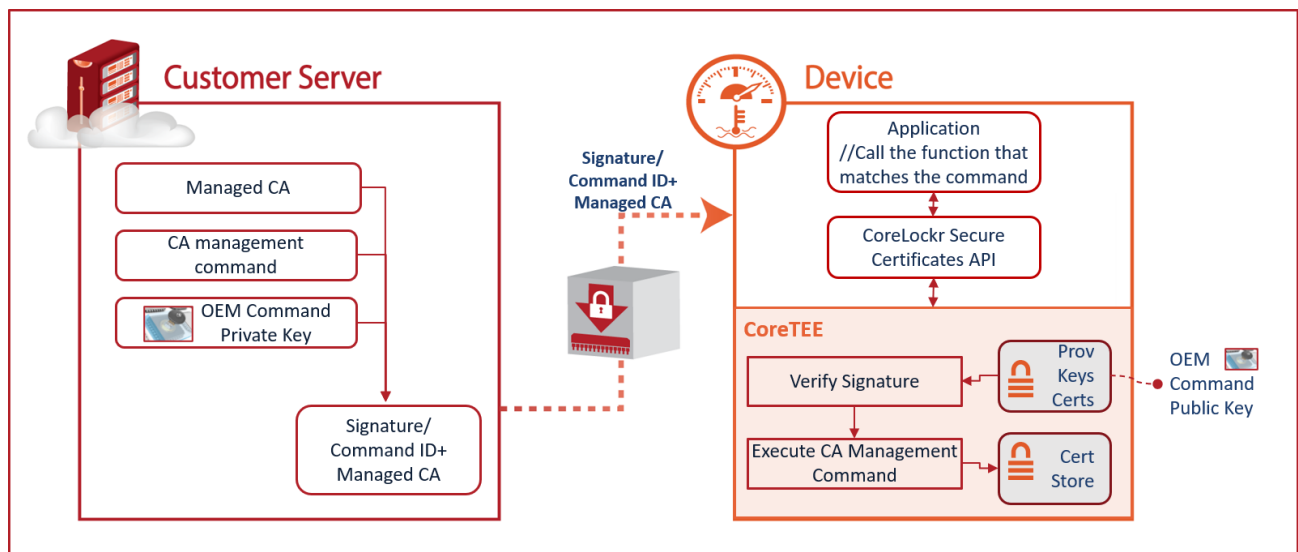 Customer Server
Managed CA
CA management
command
OEM Command
Private Key
Signature/
Command ID+
Managed CA
Signature/
Command ID+
Managed CA
Device
Application
//Call the function that
matches the command
CoreLockr Secure
Certificates API
CoreTEE
Verify Signature
Prov
Keys
Certs
Execute CA Management
Command
Cert
Store
OEM
Command
Public Key